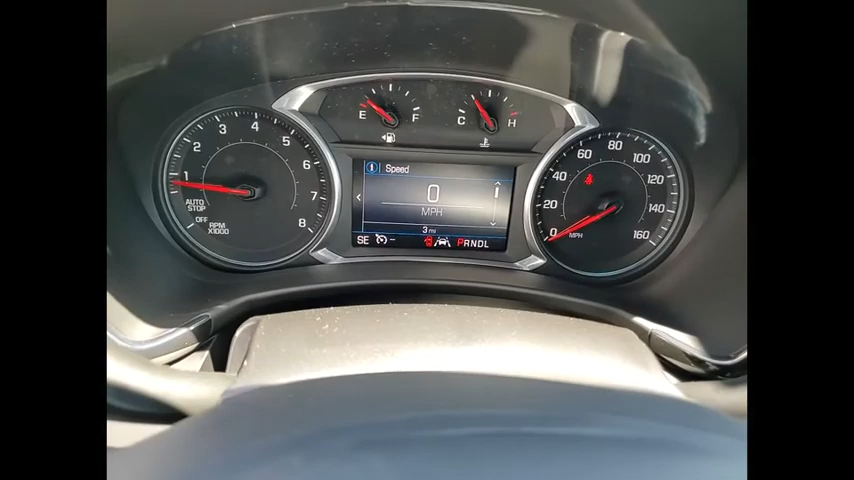 1 2 3 4 5 6 7 8
AUTO
STOP
OFF
RPM
X1000
E F
C H
Speed
0
MPH
3 mi
SE
PRNDL
0 20 40 60 80 100 120 140 160
MPH